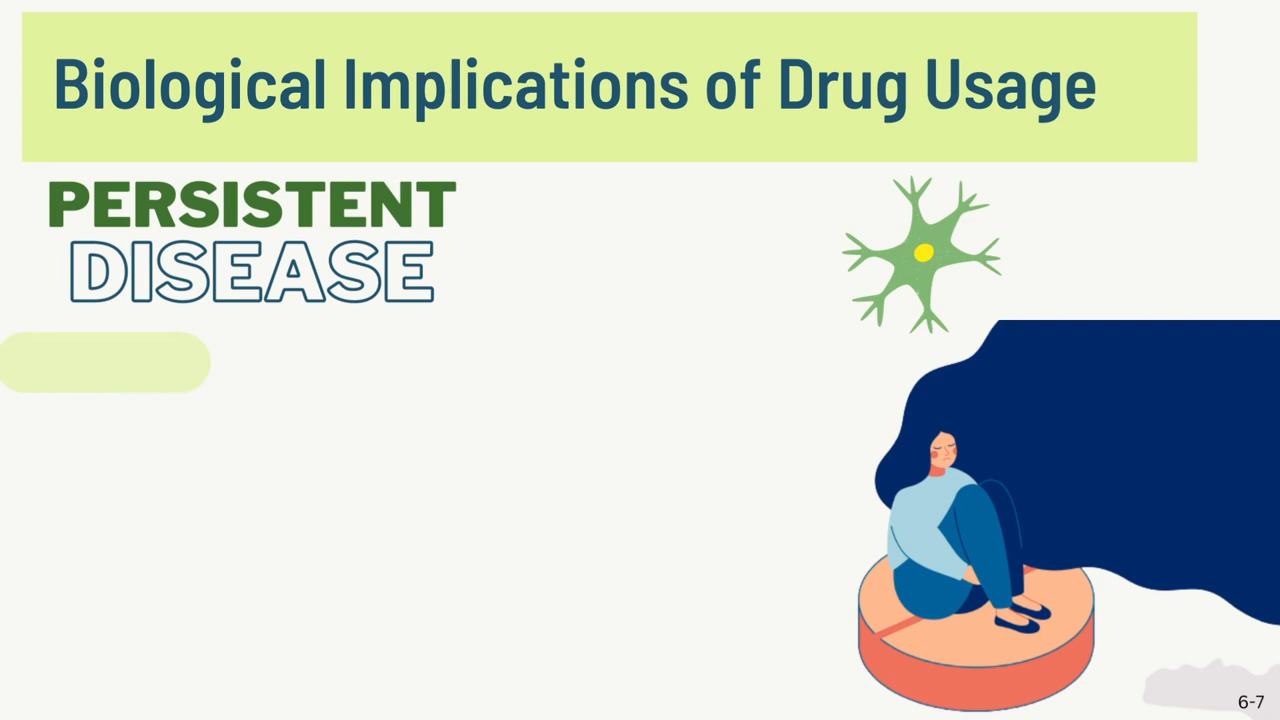 Biological Implications of Drug Usage
PERSISTENT
DISEASE
6-7